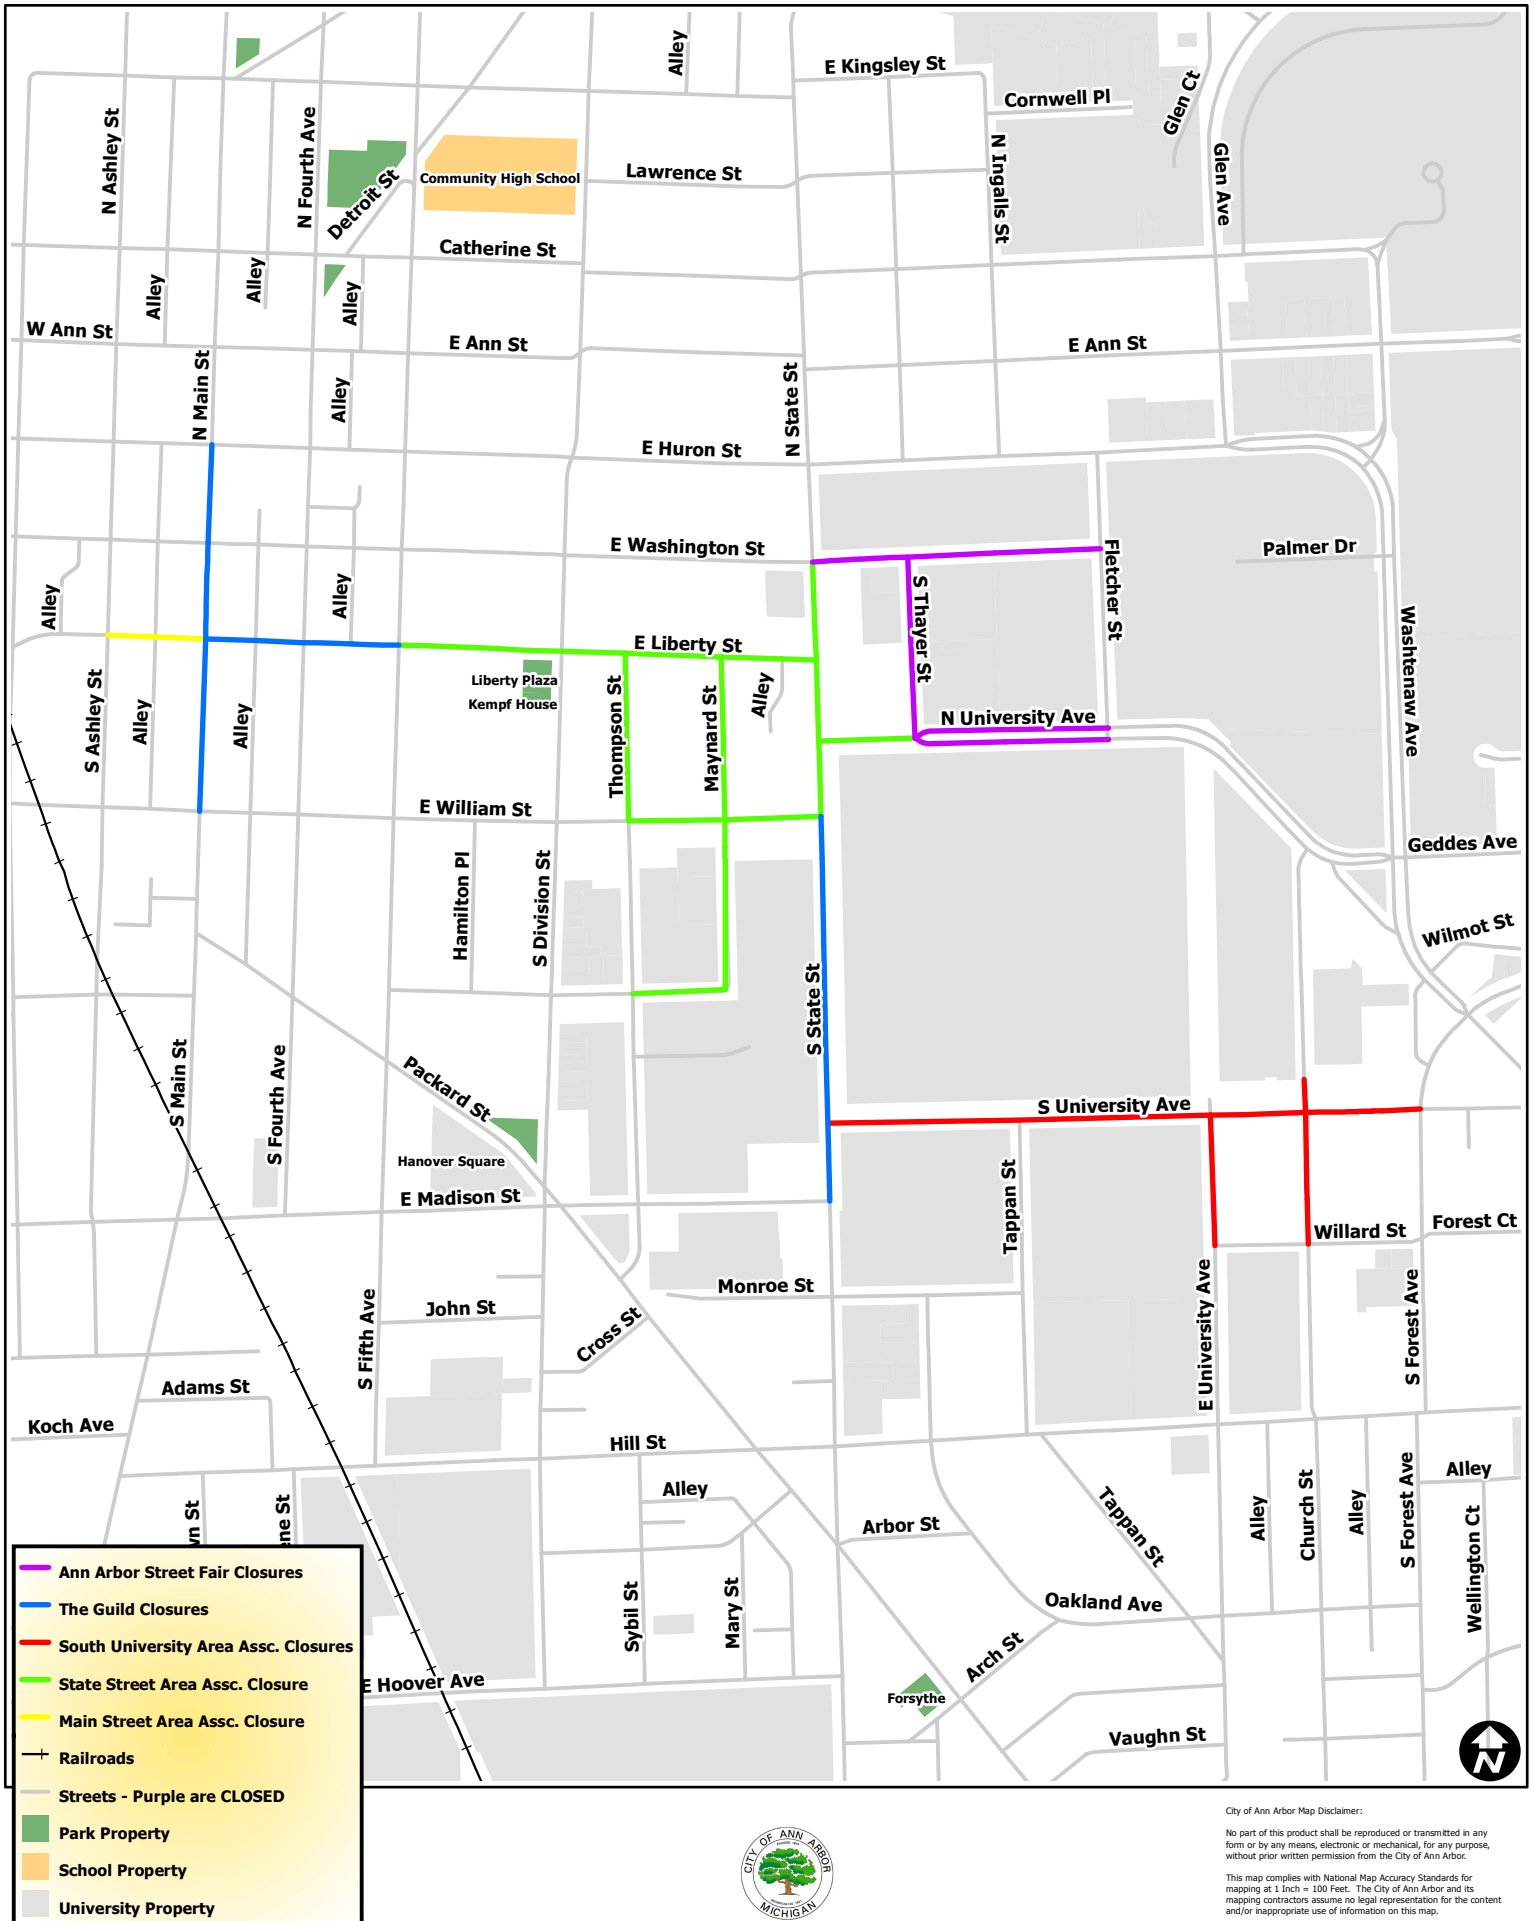 Alley
E Kingsley St
Cornwell Pl
Glen Ct
N Ashley St
N Fourth Ave
Detroit St
Community High School
Lawrence St
N Ingalls St
Glen Ave
Catherine St
Alley
Alley
Alley
W Ann St
E Ann St
E Ann St
N Main St
Alley
N State St
E Huron St
E Washington St
Fletcher St
Palmer Dr
Alley
Alley
S Thayer St
Washtenaw Ave
E Liberty St
Liberty Plaza
Kempf House
S Ashley St
Alley
Alley
Thompson St
Maynard St
Alley
N University Ave
E William St
Geddes Ave
Hamilton Pl
S Division St
Wilmot St
S State St
S Main St
S Fourth Ave
Packard St
S University Ave
Hanover Square
E Madison St
Tappan St
Willard St
Forest Ct
Monroe St
John St
Cross St
S Fifth Ave
E University Ave
S Forest Ave
Adams St
Koch Ave
Hill St
Alley
Alley
wn St
ene St
Arbor St
Tappan St
Alley
Church St
Alley
S Forest Ave
Wellington Ct
Sybil St
Mary St
Oakland Ave
Arch St
E Hoover Ave
Forsythe
Vaughn St
N
Ann Arbor Street Fair Closures
The Guild Closures
South University Area Assc. Closures
State Street Area Assc. Closure
Main Street Area Assc. Closure
Railroads
Streets - Purple are CLOSED
Park Property
School Property
University Property
CITY OF ANN ARBOR
MICHIGAN
City of Ann Arbor Map Disclaimer:
No part of this product shall be reproduced or transmitted in any
form or by any means, electronic or mechanical, for any purpose,
without prior written permission from the City of Ann Arbor.
This map complies with National Map Accuracy Standards for
mapping at 1 Inch = 100 Feet. The City of Ann Arbor and its
mapping contractors assume no legal representation for the content
and/or inappropriate use of information on this map.